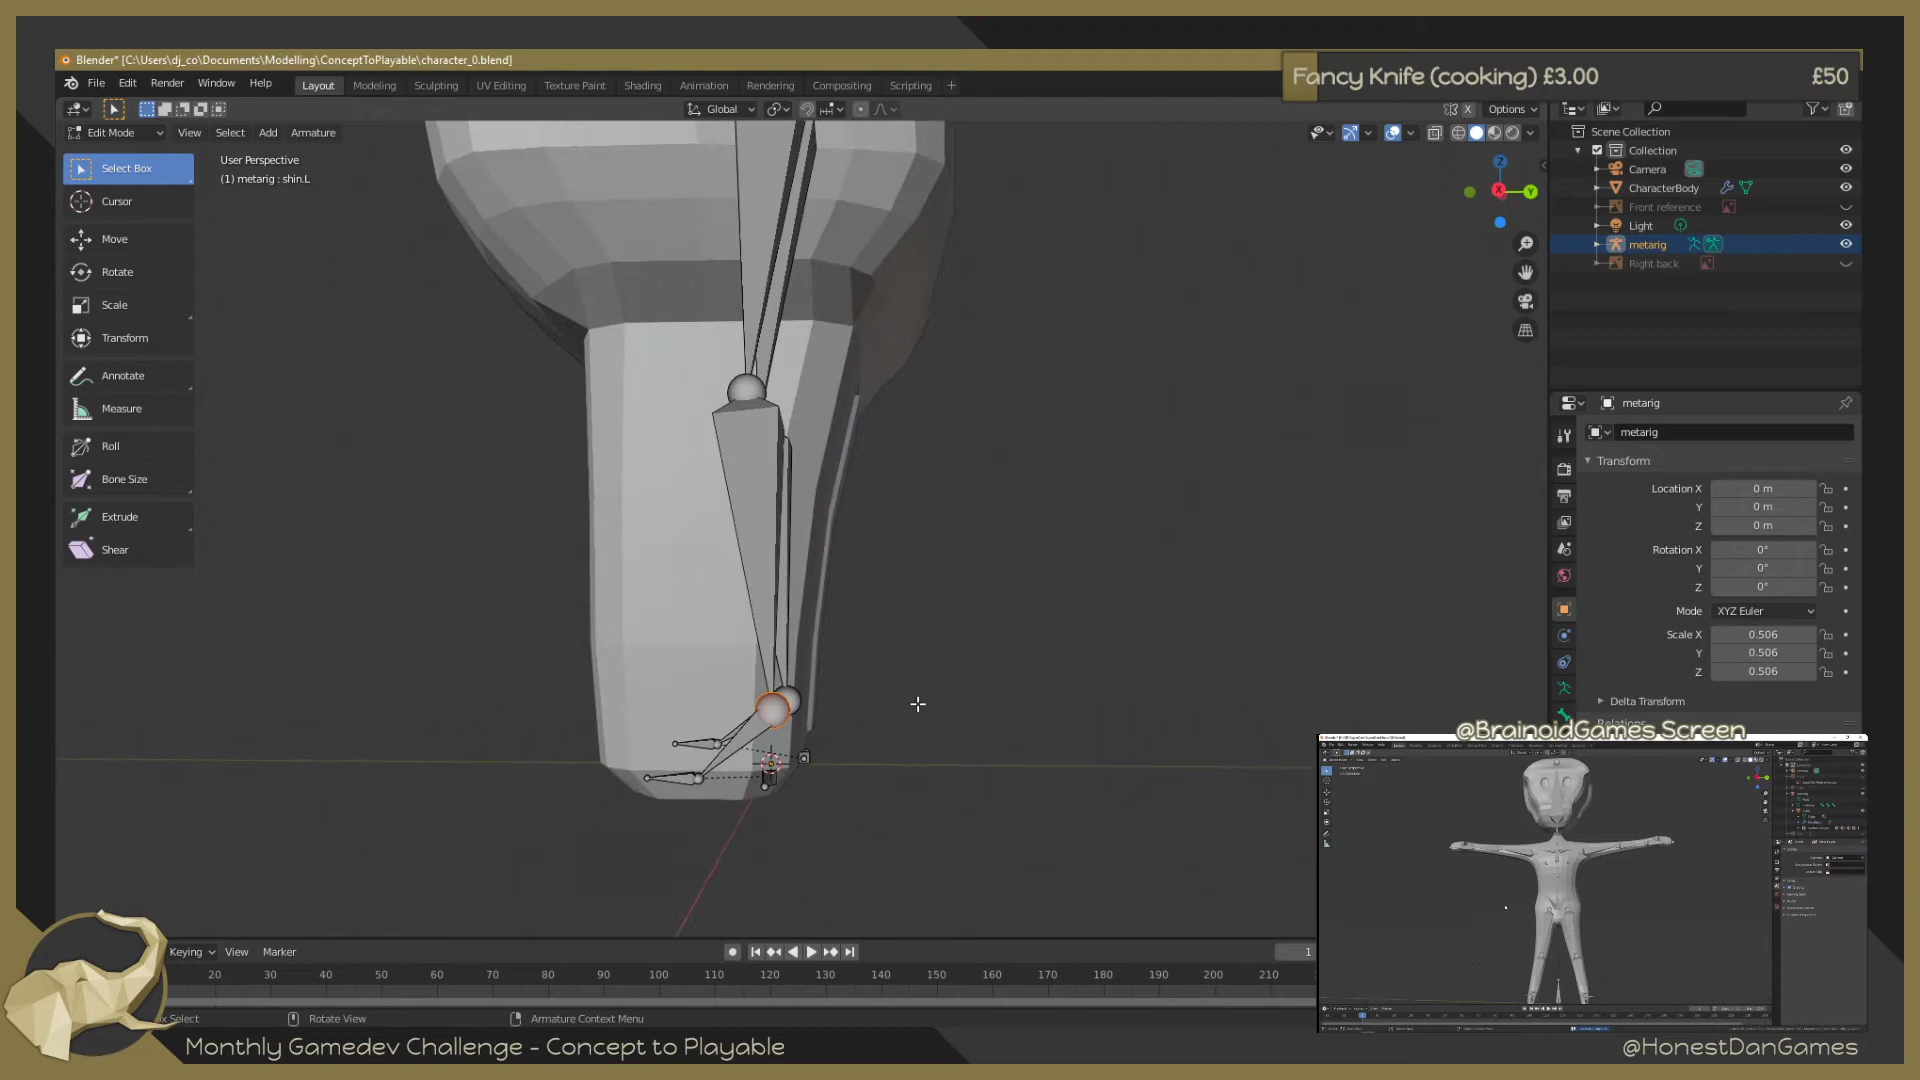 Blender* [C:\Users\dj_co\Documents\Modelling\ConceptToPlayable\character_0.blend]
Fancy Knife (cooking) £3.00 £50
File Edit Render Window Help Layout Modeling Sculpting UV Editing Texture Paint Shading Animation Rendering Compositing Scripting +
Global Options
Edit Mode View Select Add Armature
User Perspective
(1) metarig : shin.L
Select Box
Cursor
Move
Rotate
Scale
Transform
Annotate
Measure
Roll
Bone Size
Extrude
Shear
Z
X
Y
Scene Collection
Collection
Camera
CharacterBody
Front reference
Light
metarig
Right back
metarig
metarig
Transform
Location X 0 m
Y 0 m
Z 0 m
Rotation X 0°
Y 0°
Z 0°
Mode XYZ Euler
Scale X 0.506
Y 0.506
Z 0.506
Delta Transform
Relations
@BrainoidGames Screen
Keying View Marker 1
20 30 40 50 60 70 80 90 100 110 120 130 140 150 160 170 180 190 200 210
x Select Rotate View Armature Context Menu
Monthly Gamedev Challenge - Concept to Playable
@HonestDanGames